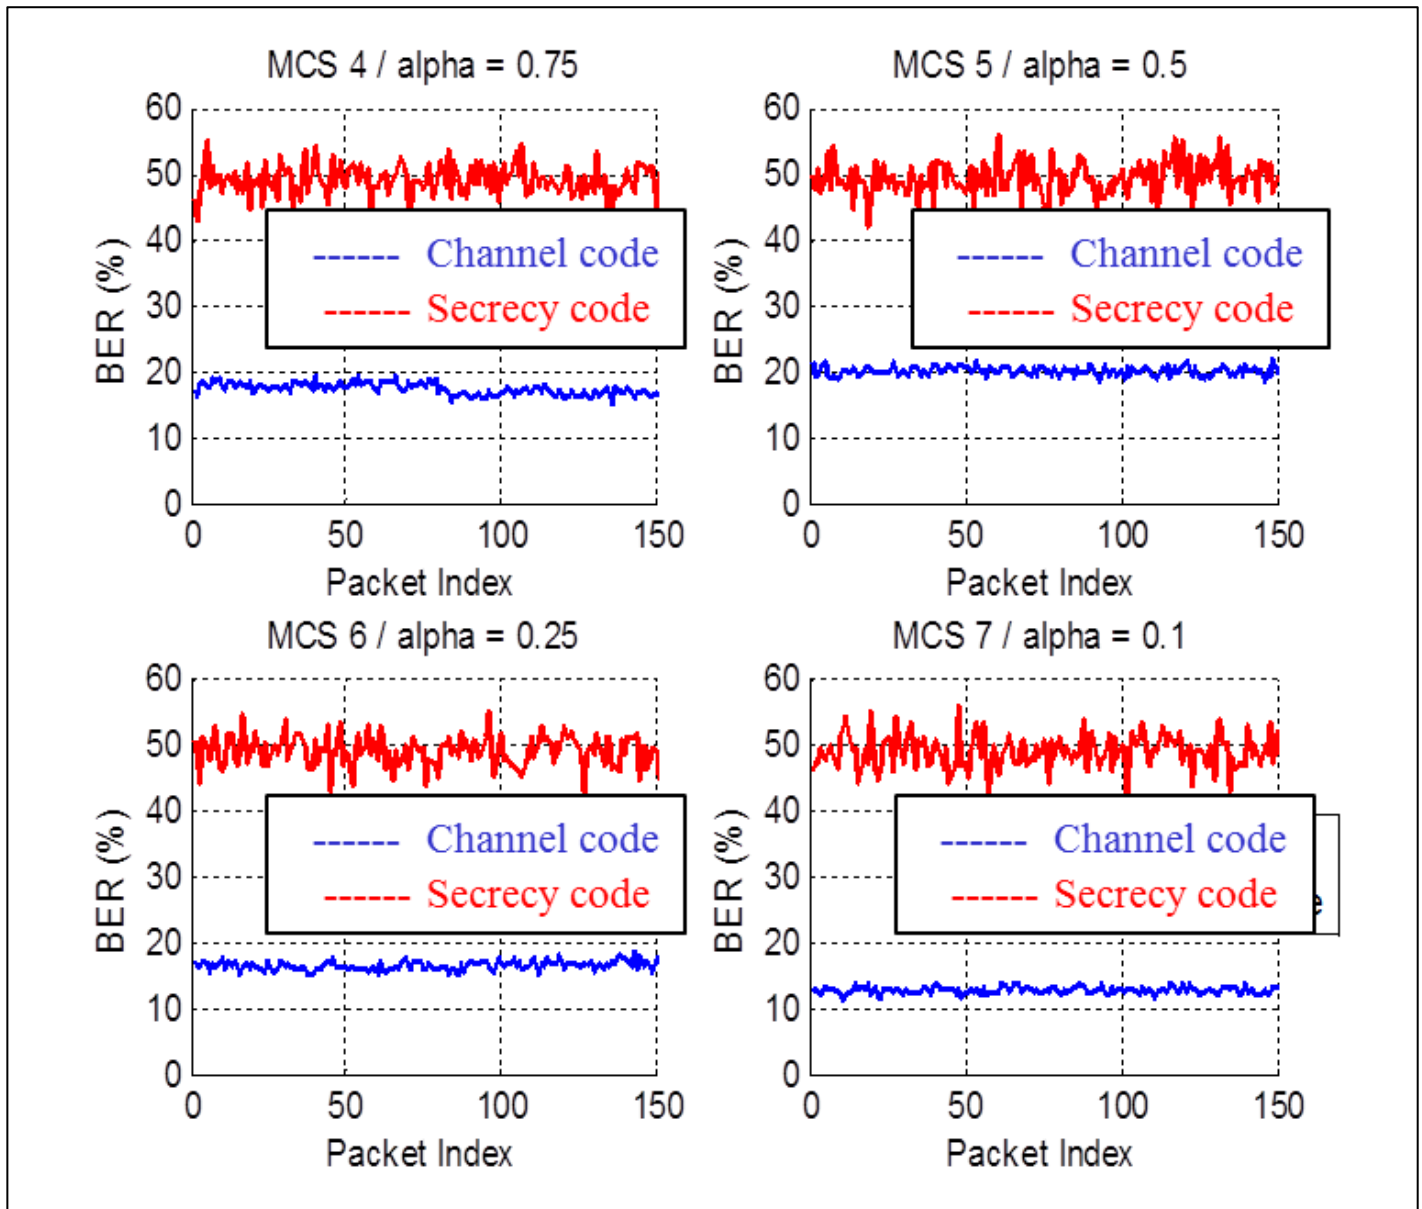 MCS 4 / alpha = 0.75
60
50
40
30
20
10
0
BER (%)
Channel code
Secrecy code
0 50 100 150
Packet Index
MCS 5 / alpha = 0.5
60
50
40
30
20
10
0
BER (%)
Channel code
Secrecy code
0 50 100 150
Packet Index
MCS 6 / alpha = 0.25
60
50
40
30
20
10
0
BER (%)
Channel code
Secrecy code
0 50 100 150
Packet Index
MCS 7 / alpha = 0.1
60
50
40
30
20
10
0
BER (%)
Channel code
Secrecy code
0 50 100 150
Packet Index